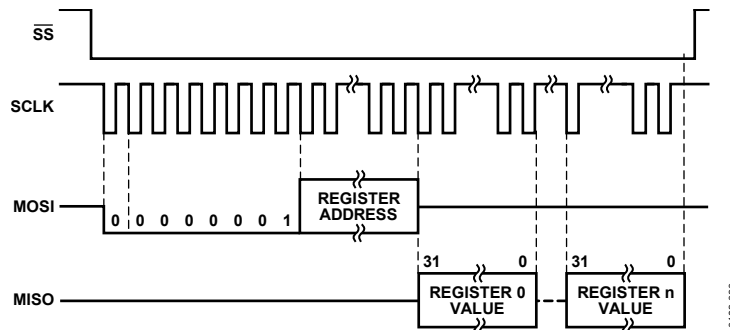 SS
SCLK
MOSI
0 0 0 0 0 0 0 1
REGISTER
ADDRESS
MISO
31 0
REGISTER 0
VALUE
31 0
REGISTER n
VALUE